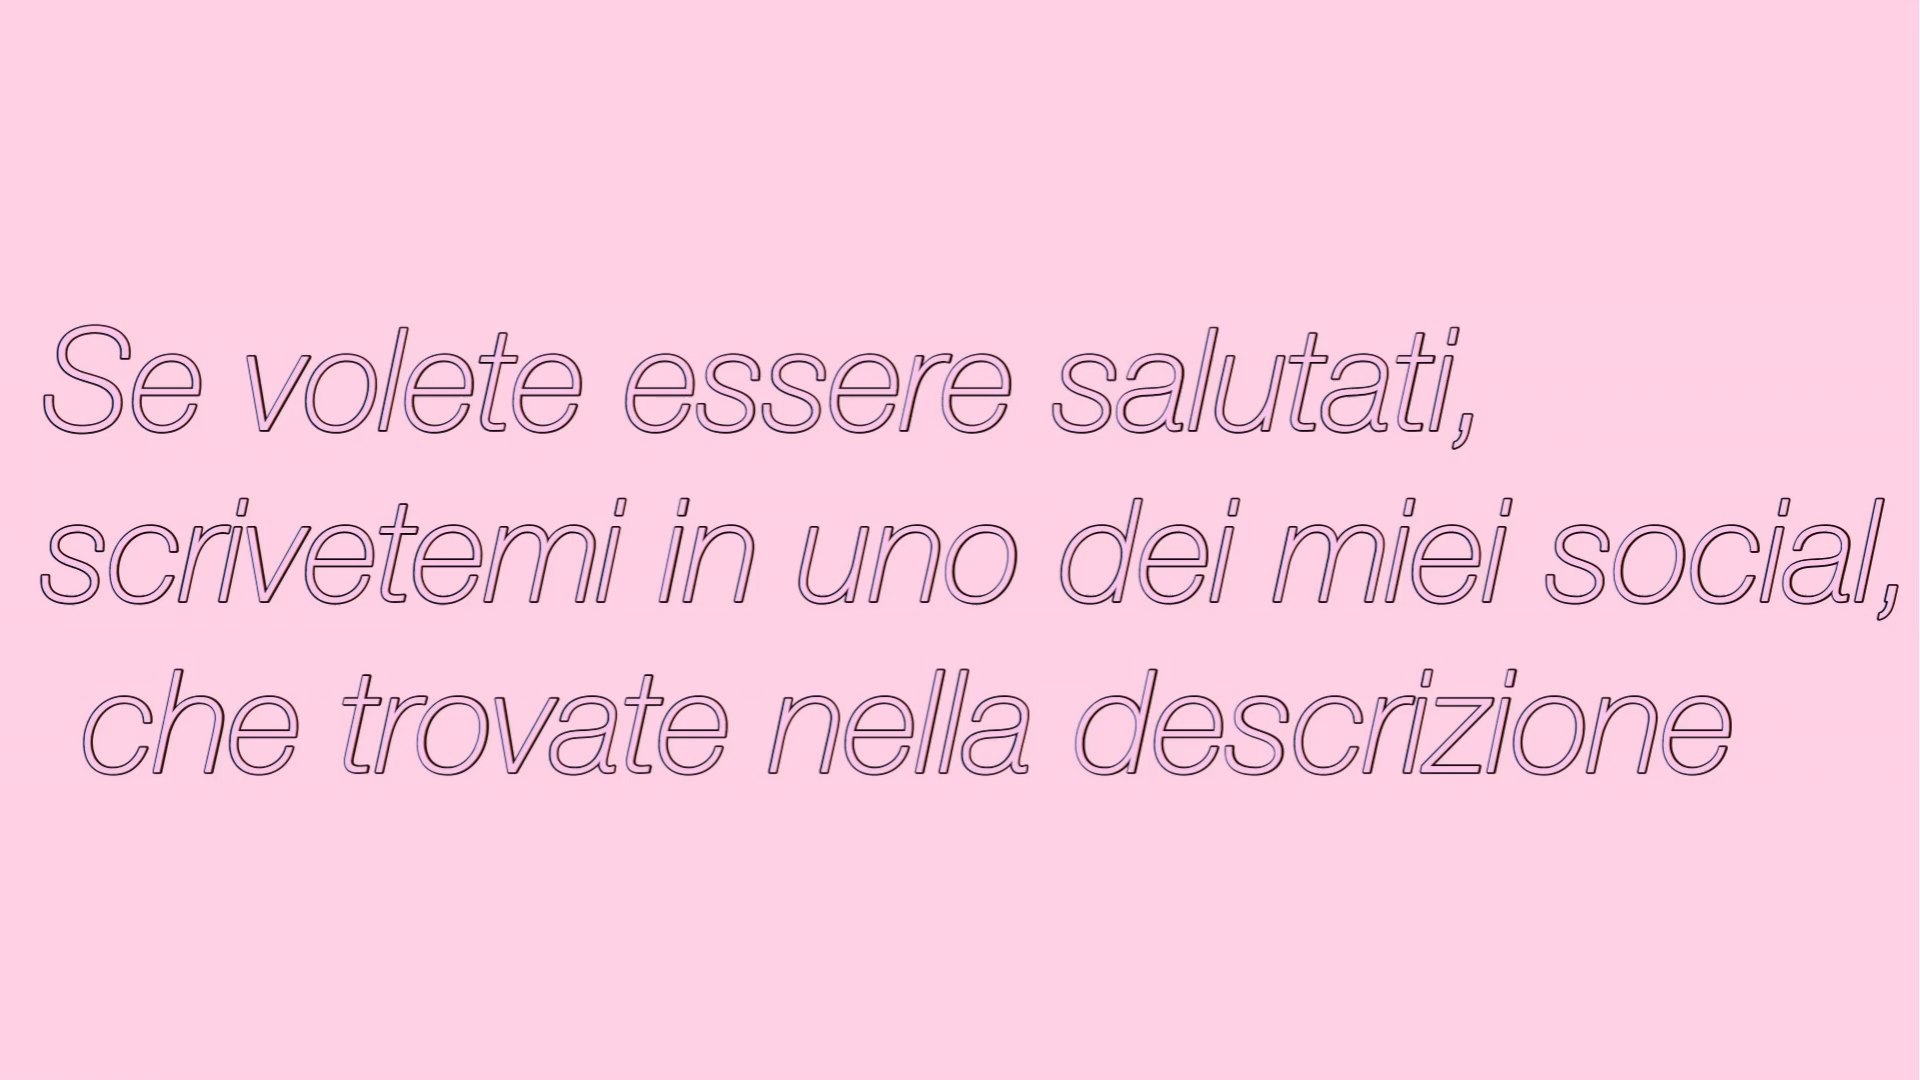 Se volete essere salutati,
scrivetemi in uno dei miei social,
che trovate nella descrizione